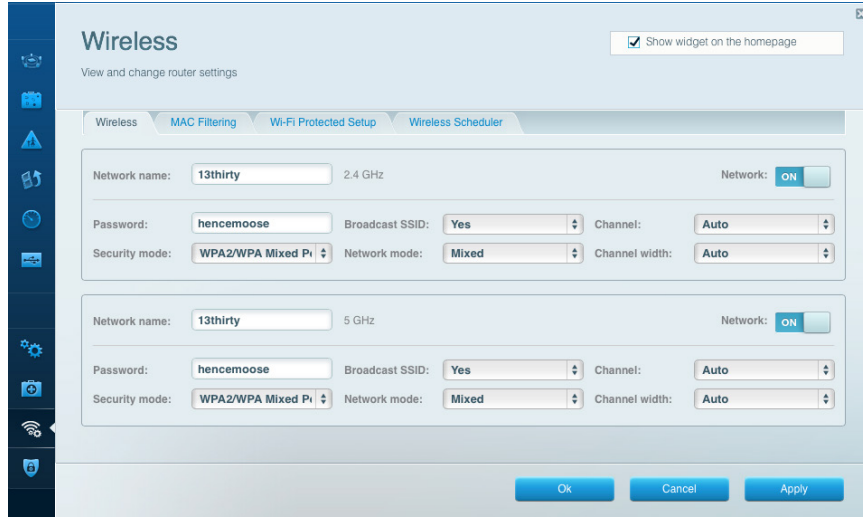 Wireless
Show widget on the homepage
View and change router settings
Wireless MAC Filtering Wi-Fi Protected Setup Wireless Scheduler
Network name: 13thirty 2.4 GHz Network: ON
Password: hencemoose Broadcast SSID: Yes Channel: Auto
Security mode: WPA2/WPA Mixed Network mode: Mixed Channel width: Auto
Network name: 13thirty 5 GHz Network: ON
Password: hencemoose Broadcast SSID: Yes Channel: Auto
Security mode: WPA2/WPA Mixed Network mode: Mixed Channel width: Auto
Ok Cancel Apply